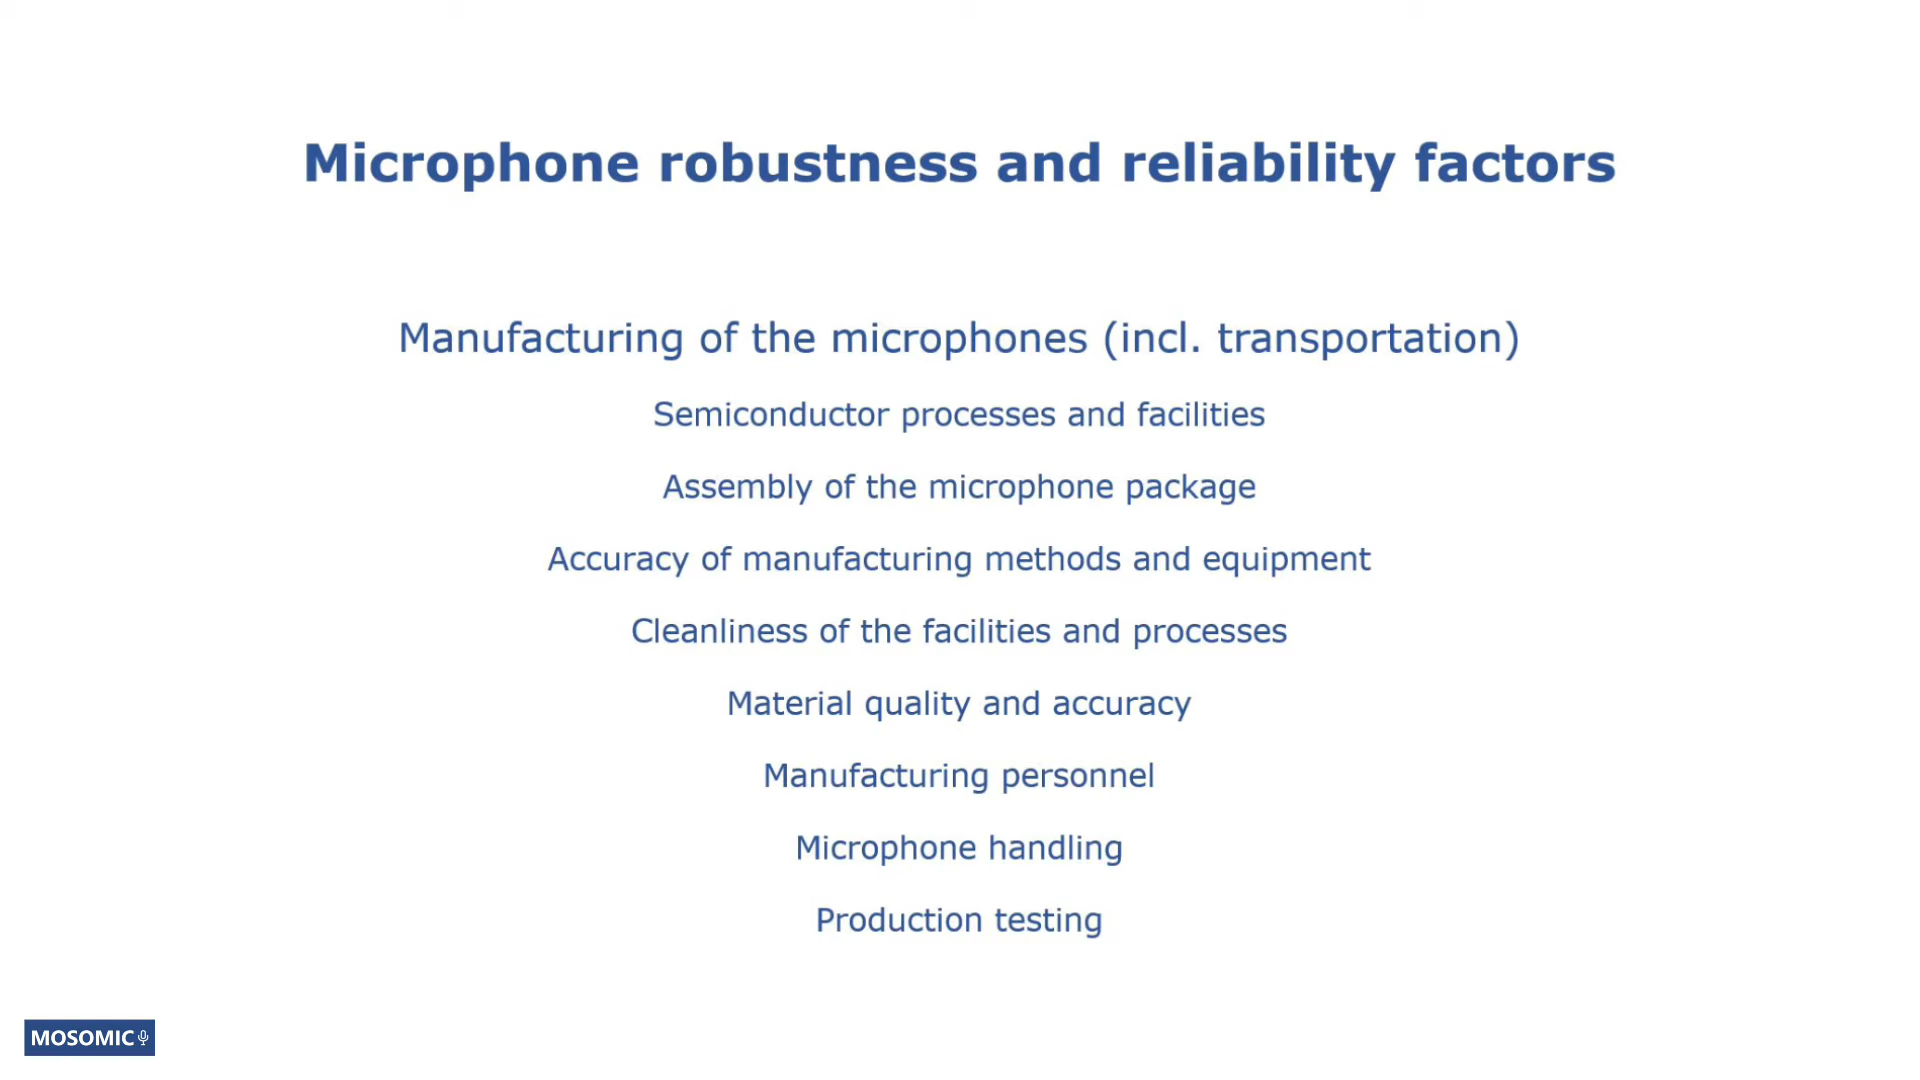 Microphone robustness and reliability factors
Manufacturing of the microphones (incl. transportation)
Semiconductor processes and facilities
Assembly of the microphone package
Accuracy of manufacturing methods and equipment
Cleanliness of the facilities and processes
Material quality and accuracy
Manufacturing personnel
Microphone handling
Production testing
MOSOMIC